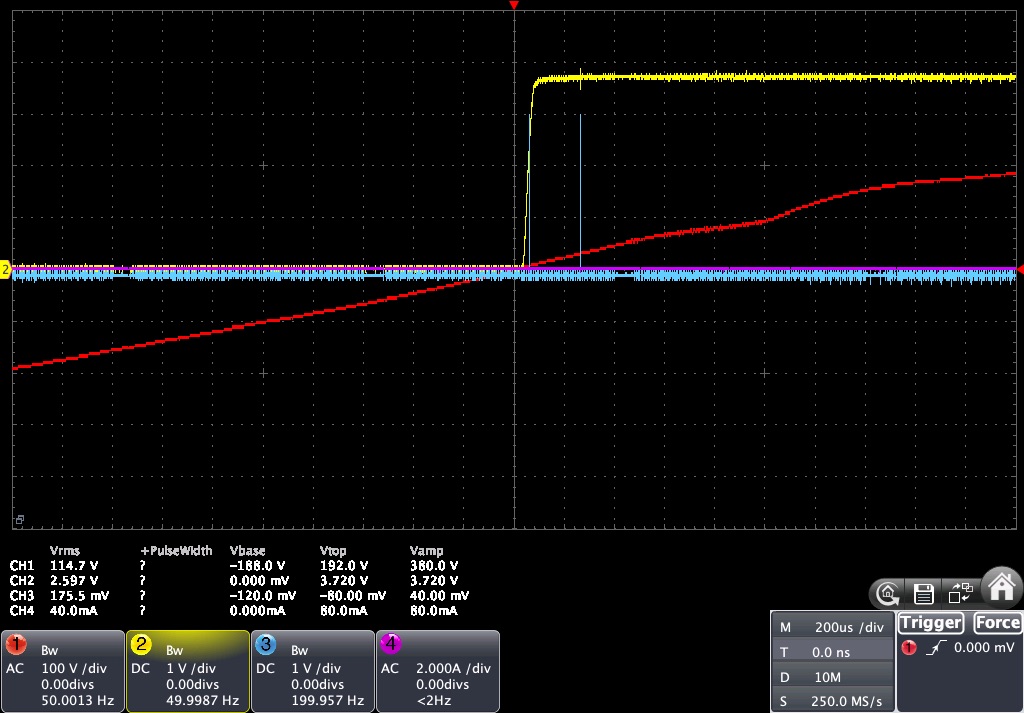 2
Vrms +PulseWidth Vbase Vtop Vamp
CH1 114.7 V ? -188.0 V 192.0 V 380.0 V
CH2 2.597 V ? 0.000 mV 3.720 V 3.720 V
CH3 175.5 mV ? -120.0 mV -80.00 mV 40.00 mV
CH4 40.0mA ? 0.000mA 80.0mA 80.0mA
1 Bw
AC 100 V /div
0.00divs
50.0013 Hz
2 Bw
DC 1 V /div
0.00divs
49.9987 Hz
3 Bw
DC 1 V /div
0.00divs
199.957 Hz
4
AC 2.000A /div
0.00divs
<2Hz
M 200us /div
T 0.0 ns
D 10M
S 250.0 MS/s
Trigger Force
1 0.000 mV